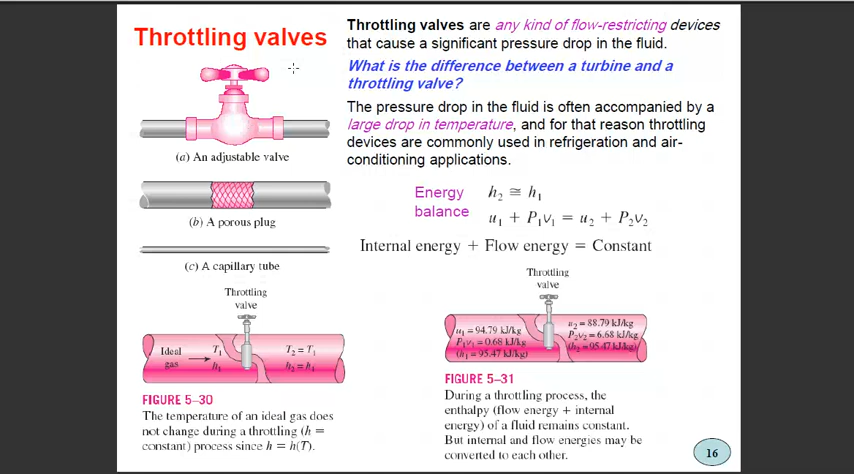 Throttling valves
(a) An adjustable valve
(b) A porous plug
(c) A capillary tube
Throttling
valve
Ideal
gas
T₁
h₁
T₂ = T₁
h₂ = h₁
FIGURE 5–30
The temperature of an ideal gas does
not change during a throttling (h =
constant) process since h = h(T).
Throttling valves are any kind of flow-restricting devices
that cause a significant pressure drop in the fluid.
What is the difference between a turbine and a
throttling valve?
The pressure drop in the fluid is often accompanied by a
large drop in temperature, and for that reason throttling
devices are commonly used in refrigeration and air-
conditioning applications.
Energy
balance
h₂ ≅ h₁
u₁ + P₁v₁ = u₂ + P₂v₂
Internal energy + Flow energy = Constant
Throttling
valve
u₁ = 94.79 kJ/kg
P₁v₁ = 0.68 kJ/kg
(h₁ = 95.47 kJ/kg)
u₂ = 88.79 kJ/kg
P₂v₂ = 6.68 kJ/kg
(h₂ = 95.47 kJ/kg)
FIGURE 5–31
During a throttling process, the
enthalpy (flow energy + internal
energy) of a fluid remains constant.
But internal and flow energies may be
converted to each other.
16